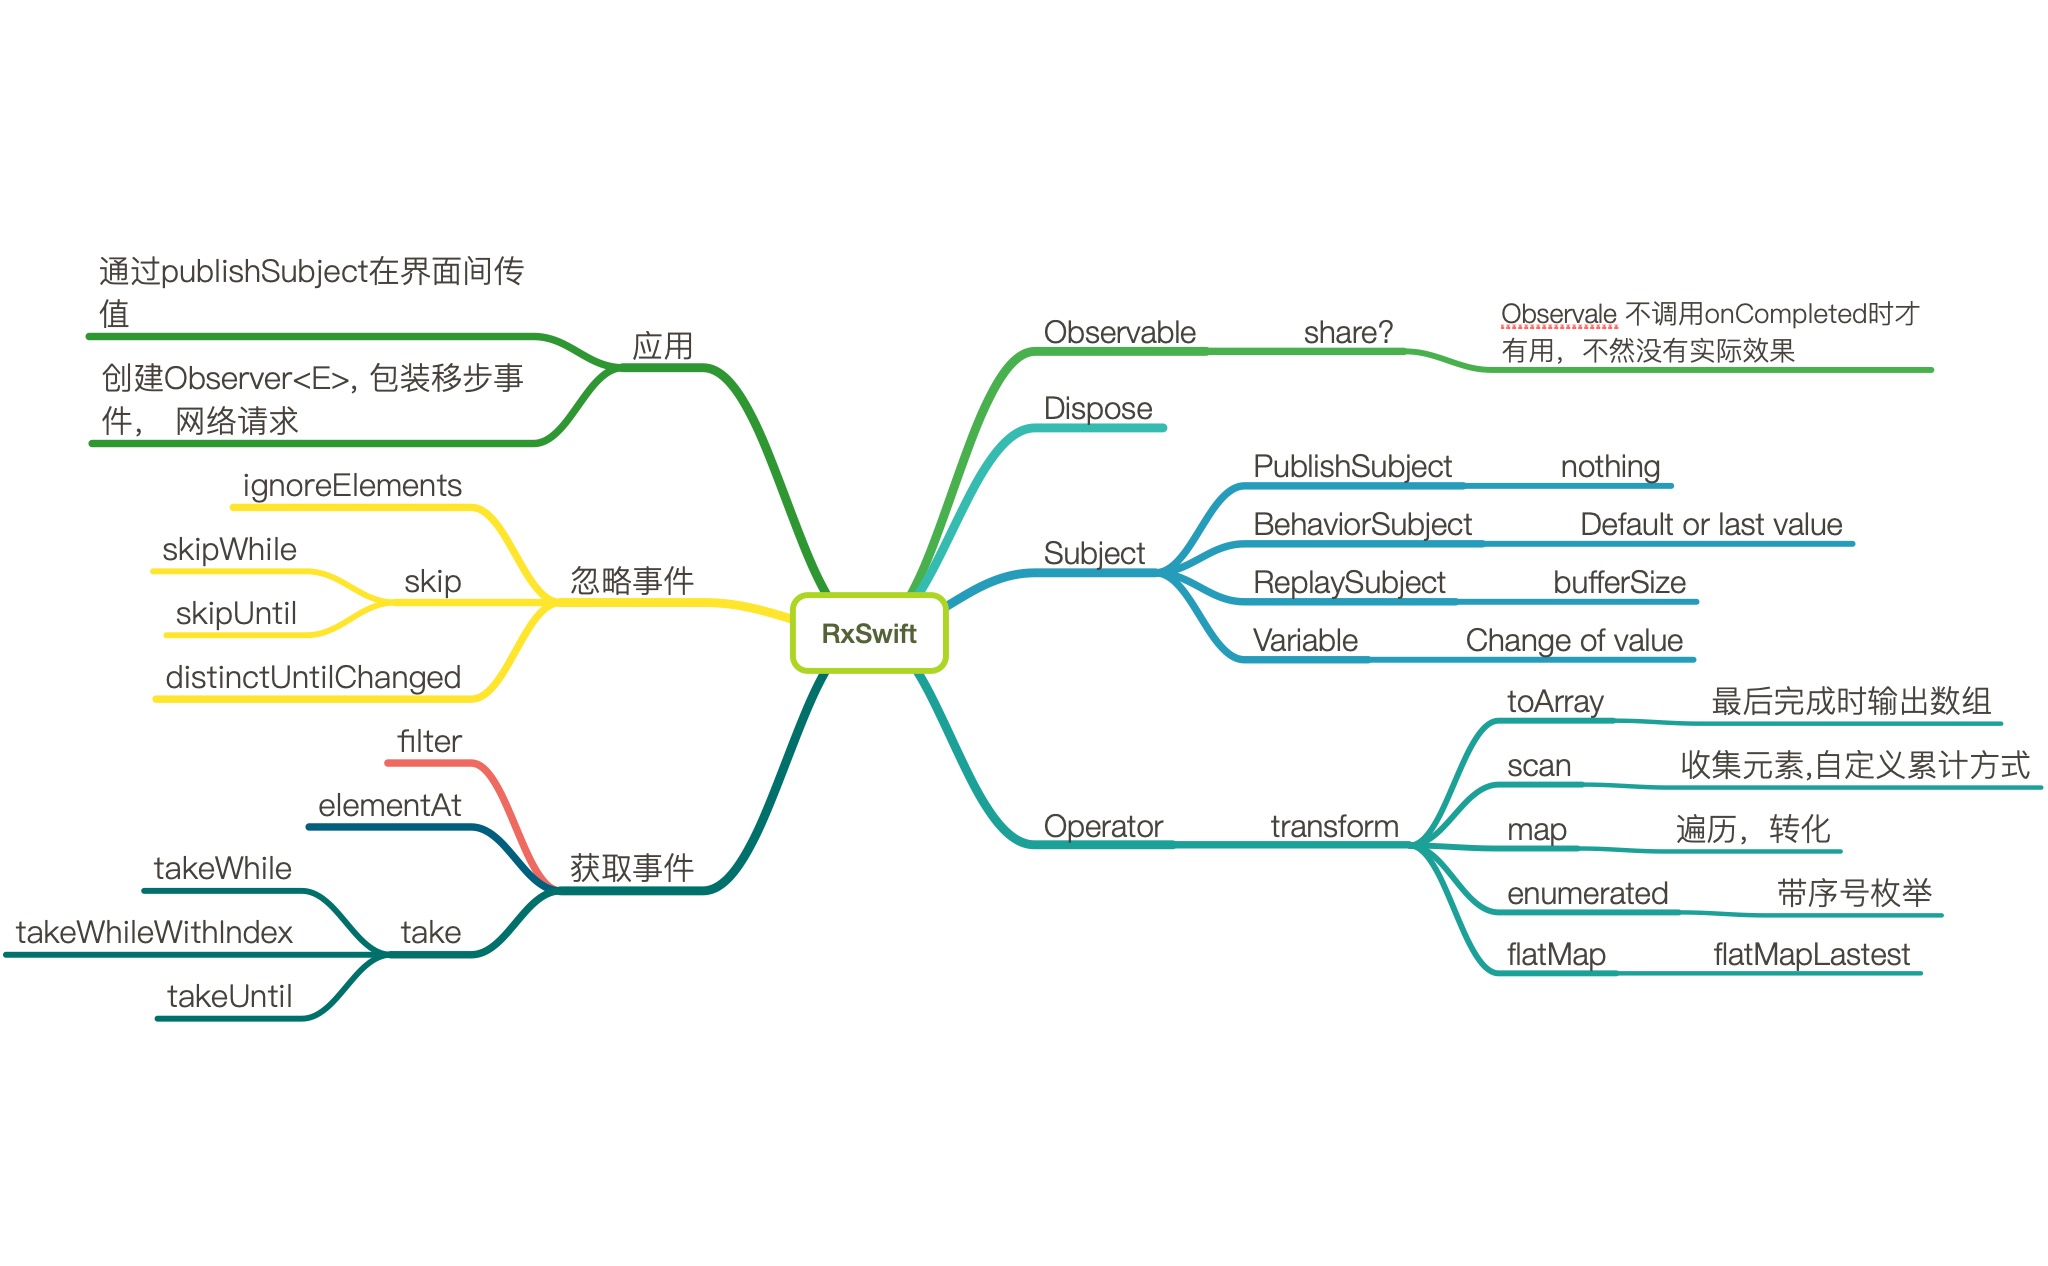 RxSwift
Observable
share?
Observale 不调用onCompleted时才
有用，不然没有实际效果
Dispose
Subject
PublishSubject
nothing
BehaviorSubject
Default or last value
ReplaySubject
bufferSize
Variable
Change of value
Operator
transform
toArray
最后完成时输出数组
scan
收集元素,自定义累计方式
map
遍历，转化
enumerated
带序号枚举
flatMap
flatMapLastest
应用
通过publishSubject在界面间传
值
创建Observer<E>, 包装移步事
件， 网络请求
忽略事件
ignoreElements
skip
skipWhile
skipUntil
distinctUntilChanged
获取事件
filter
elementAt
take
takeWhile
takeWhileWithIndex
takeUntil